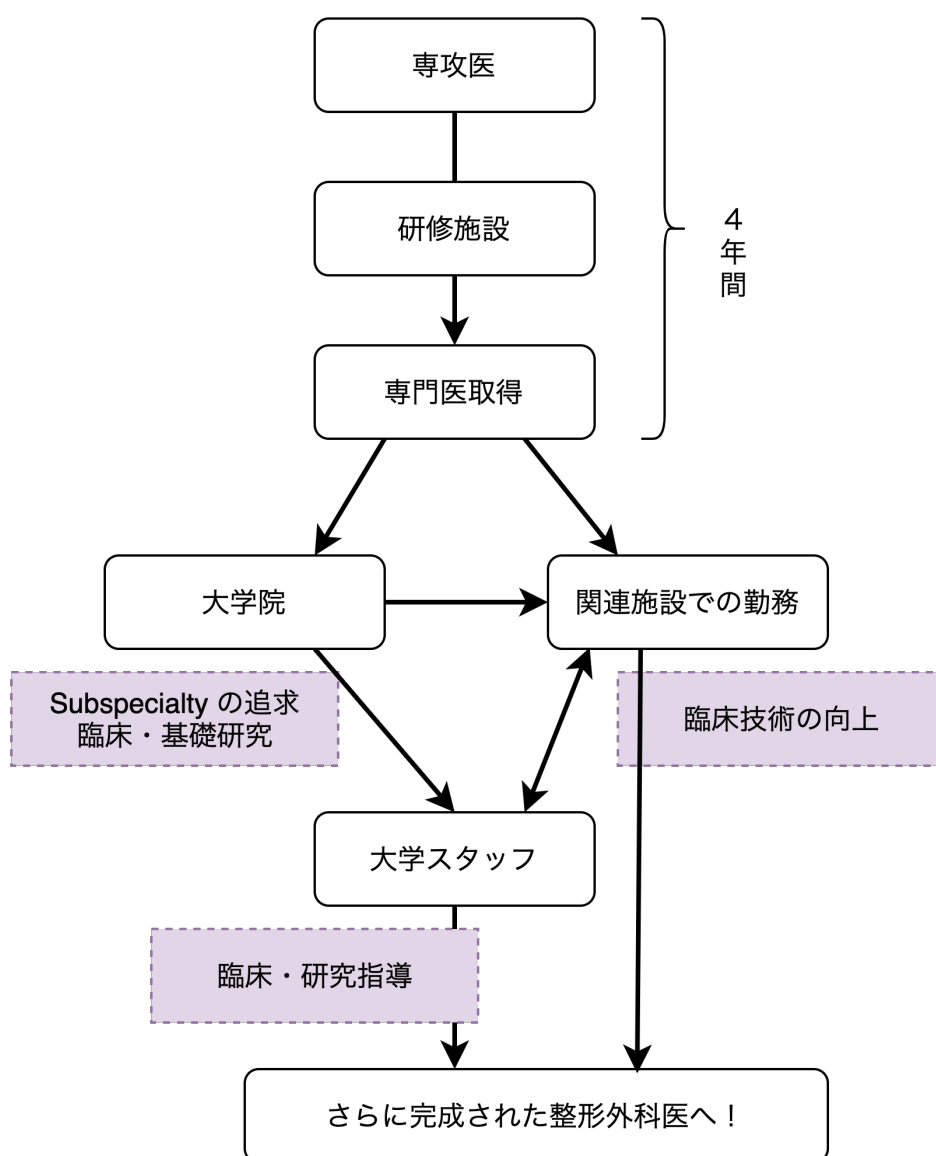 専攻医
研修施設
4
年
間
専門医取得
大学院
関連施設での勤務
Subspecialty の追求
臨床・基礎研究
臨床技術の向上
大学スタッフ
臨床・研究指導
さらに完成された整形外科医へ！